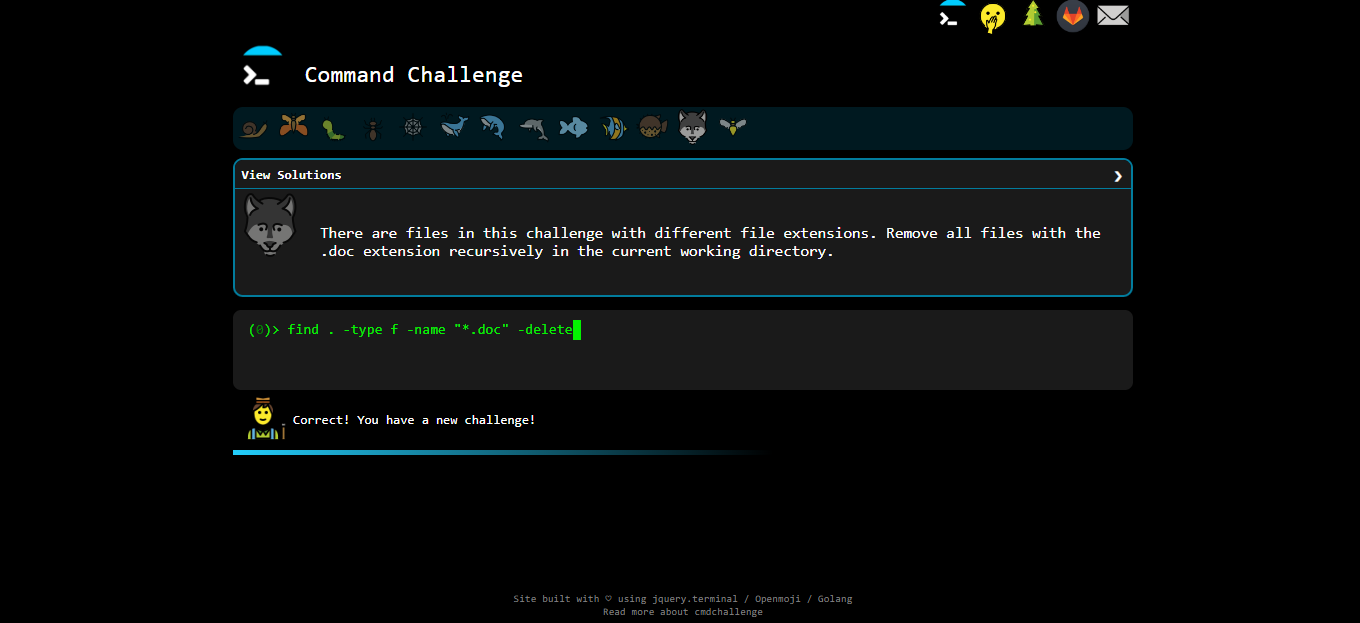 Command Challenge
View Solutions
There are files in this challenge with different file extensions. Remove all files with the
.doc extension recursively in the current working directory.
(0)> find . -type f -name "*.doc" -delete
Correct! You have a new challenge!
Site built with ♡ using jquery.terminal / Openmoji / Golang
Read more about cmdchallenge